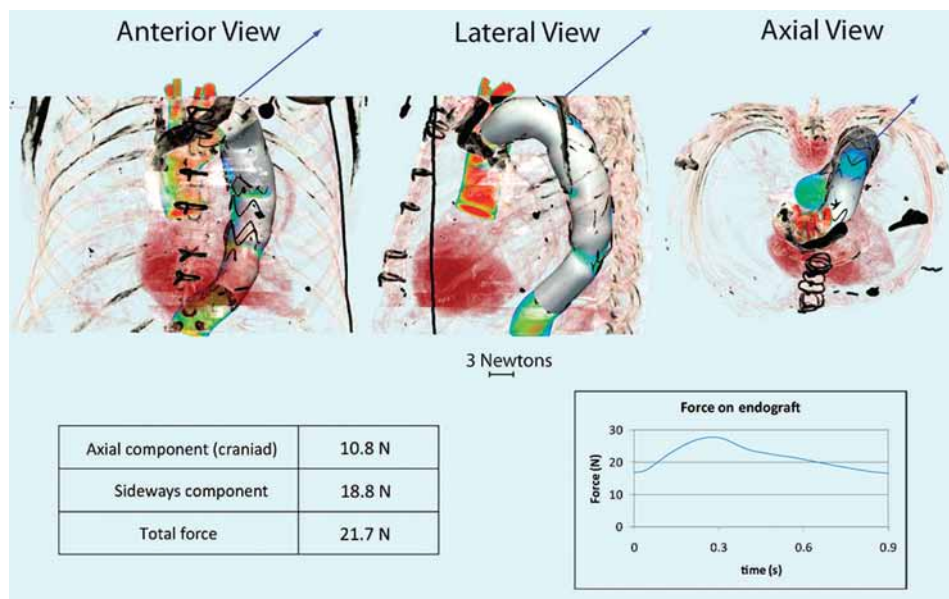 Anterior View
Lateral View
Axial View
3 Newtons
Axial component (craniad) 10.8 N
Sideways component 18.8 N
Total force 21.7 N
Force on endograft
Force (N)
30
20
10
0
0 0.3 0.6 0.9
time (s)